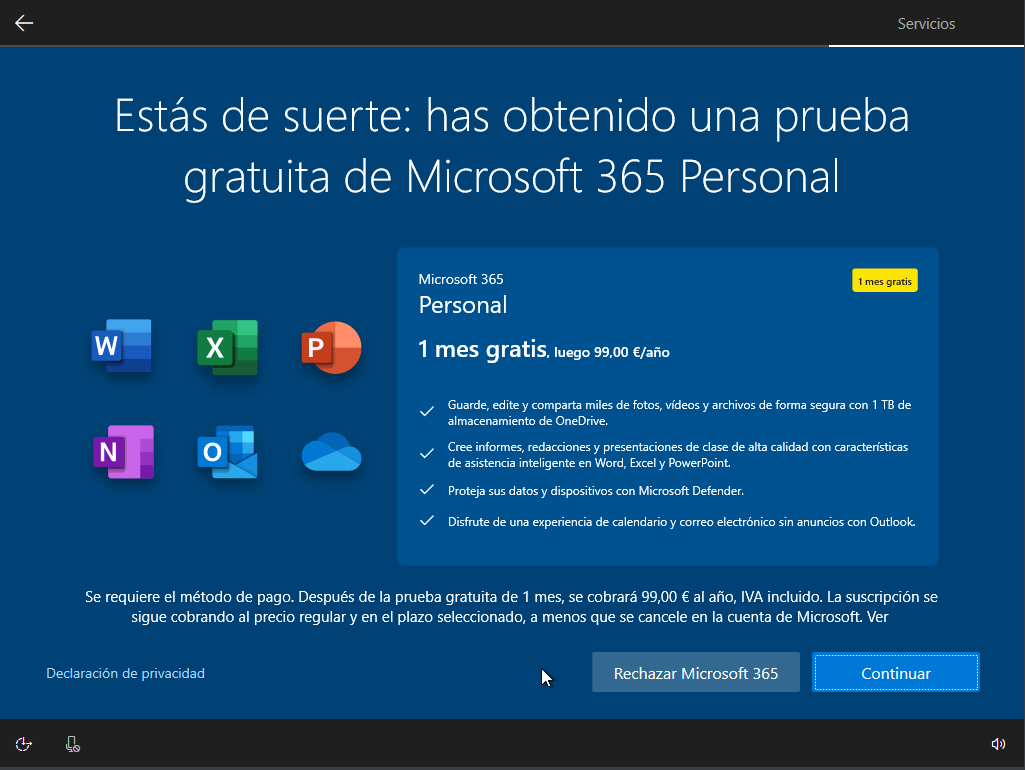 Servicios
Estás de suerte: has obtenido una prueba
gratuita de Microsoft 365 Personal
Microsoft 365
1 mes gratis
Personal
1 mes gratis, luego 99,00 €/año
W
X
P
Guarde, edite y comparta miles de fotos, vídeos y archivos de forma segura con 1 TB de
almacenamiento de OneDrive.
Cree informes, redacciones y presentaciones de clase de alta calidad con características
de asistencia inteligente en Word, Excel y PowerPoint.
N
O
Proteja sus datos y dispositivos con Microsoft Defender.
Disfrute de una experiencia de calendario y correo electrónico sin anuncios con Outlook.
Se requiere el método de pago. Después de la prueba gratuita de 1 mes, se cobrará 99,00 € al año, IVA incluido. La suscripción se
sigue cobrando al precio regular y en el plazo seleccionado, a menos que se cancele en la cuenta de Microsoft. Ver
Declaración de privacidad
Rechazar Microsoft 365
Continuar